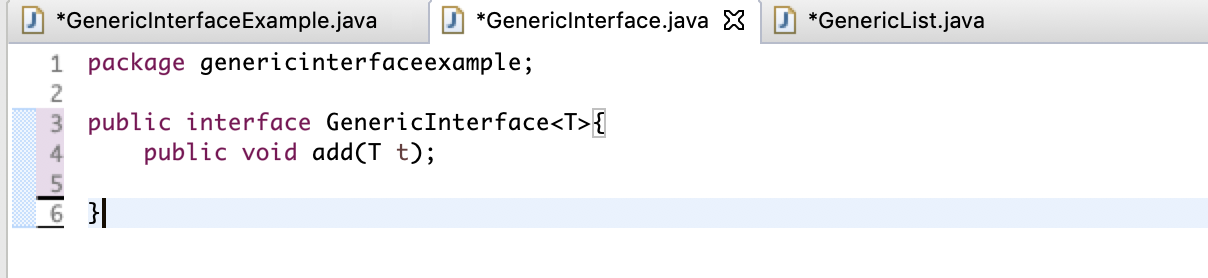 *GenericInterfaceExample.java
*GenericInterface.java
*GenericList.java
1 package genericinterfaceexample;
2
3 public interface GenericInterface<T>{
4     public void add(T t);
5
6 }